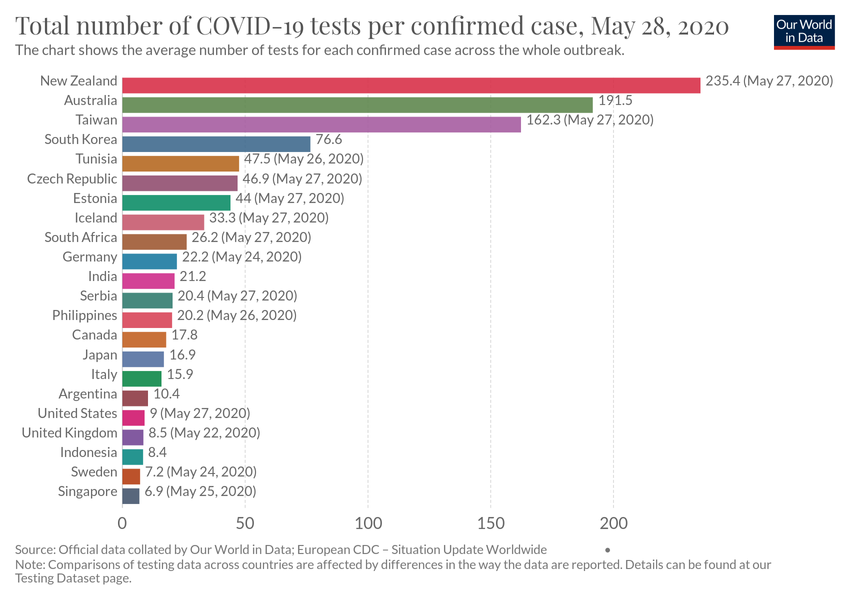 Total number of COVID-19 tests per confirmed case, May 28, 2020
Our World
in Data
The chart shows the average number of tests for each confirmed case across the whole outbreak.
New Zealand 235.4 (May 27, 2020)
Australia 191.5
Taiwan 162.3 (May 27, 2020)
South Korea 76.6
Tunisia 47.5 (May 26, 2020)
Czech Republic 46.9 (May 27, 2020)
Estonia 44 (May 27, 2020)
Iceland 33.3 (May 27, 2020)
South Africa 26.2 (May 27, 2020)
Germany 22.2 (May 24, 2020)
India 21.2
Serbia 20.4 (May 27, 2020)
Philippines 20.2 (May 26, 2020)
Canada 17.8
Japan 16.9
Italy 15.9
Argentina 10.4
United States 9 (May 27, 2020)
United Kingdom 8.5 (May 22, 2020)
Indonesia 8.4
Sweden 7.2 (May 24, 2020)
Singapore 6.9 (May 25, 2020)
0 50 100 150 200
Source: Official data collated by Our World in Data; European CDC – Situation Update Worldwide •
Note: Comparisons of testing data across countries are affected by differences in the way the data are reported. Details can be found at our
Testing Dataset page.